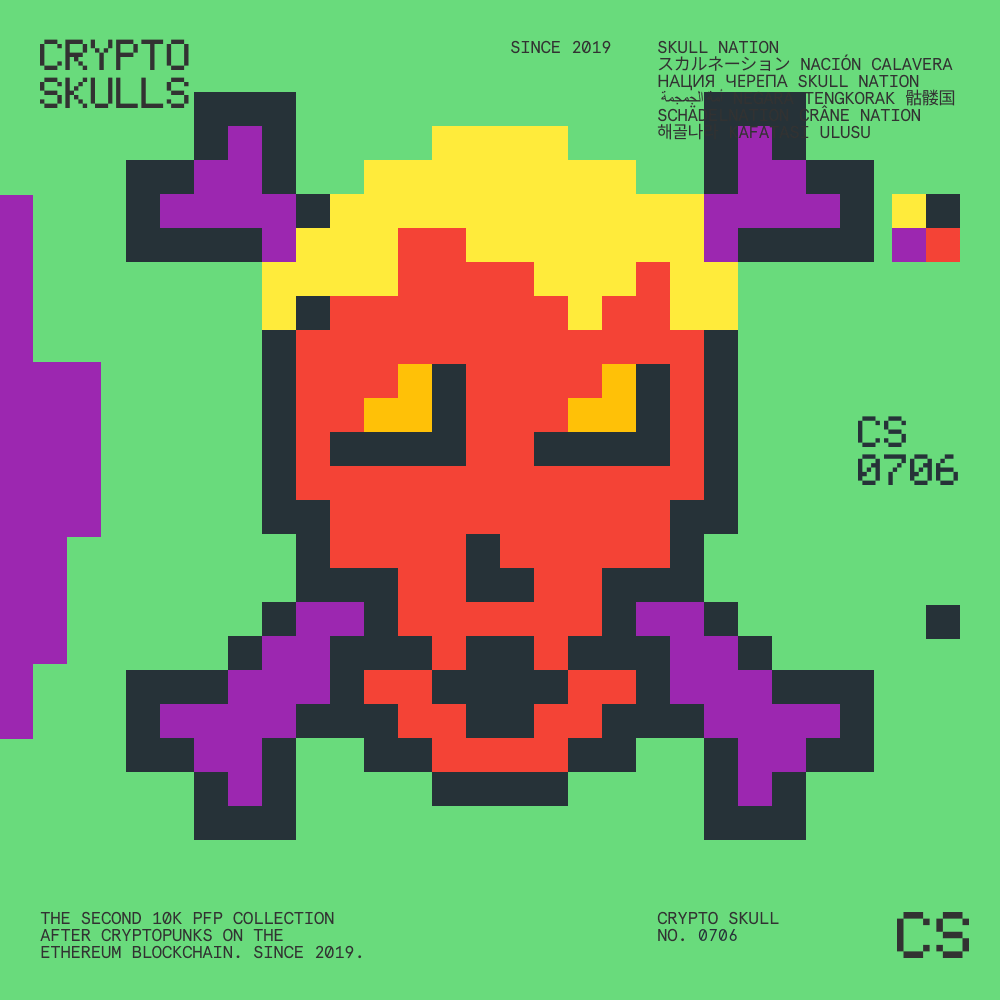 CRYPTO
SKULLS
SINCE 2019
SKULL NATION
スカルネーション NACIÓN CALAVERA
НАЦИЯ ЧЕРЕПА SKULL NATION
الجمجمة TENGKORAK 骷髅国
CRÂNE NATION
ULUSU
CS
0706
THE SECOND 10K PFP COLLECTION
AFTER CRYPTOPUNKS ON THE
ETHEREUM BLOCKCHAIN. SINCE 2019.
CRYPTO SKULL
NO. 0706
CS